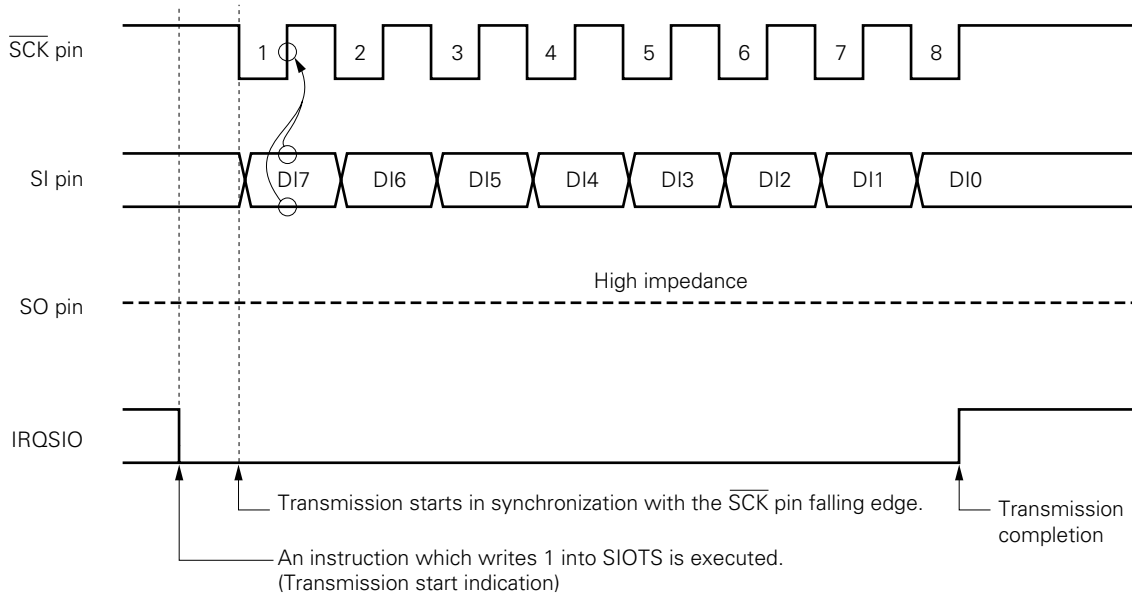 SCK pin
1 2 3 4 5 6 7 8
SI pin
DI7 DI6 DI5 DI4 DI3 DI2 DI1 DI0
High impedance
SO pin
IRQSIO
Transmission starts in synchronization with the SCK pin falling edge.
Transmission
completion
An instruction which writes 1 into SIOTS is executed.
(Transmission start indication)